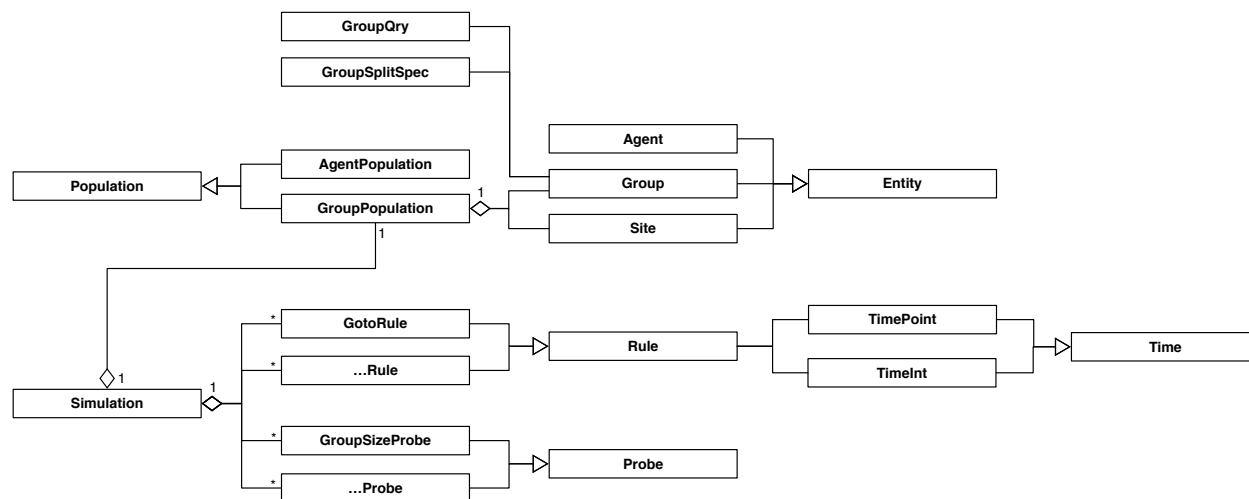 GroupQry
GroupSplitSpec
Agent
AgentPopulation
Population
Group
Entity
1
GroupPopulation
Site
1
GotoRule
*
TimePoint
Rule
Time
*
…Rule
TimeInt
1
1
Simulation
*
GroupSizeProbe
Probe
*
…Probe